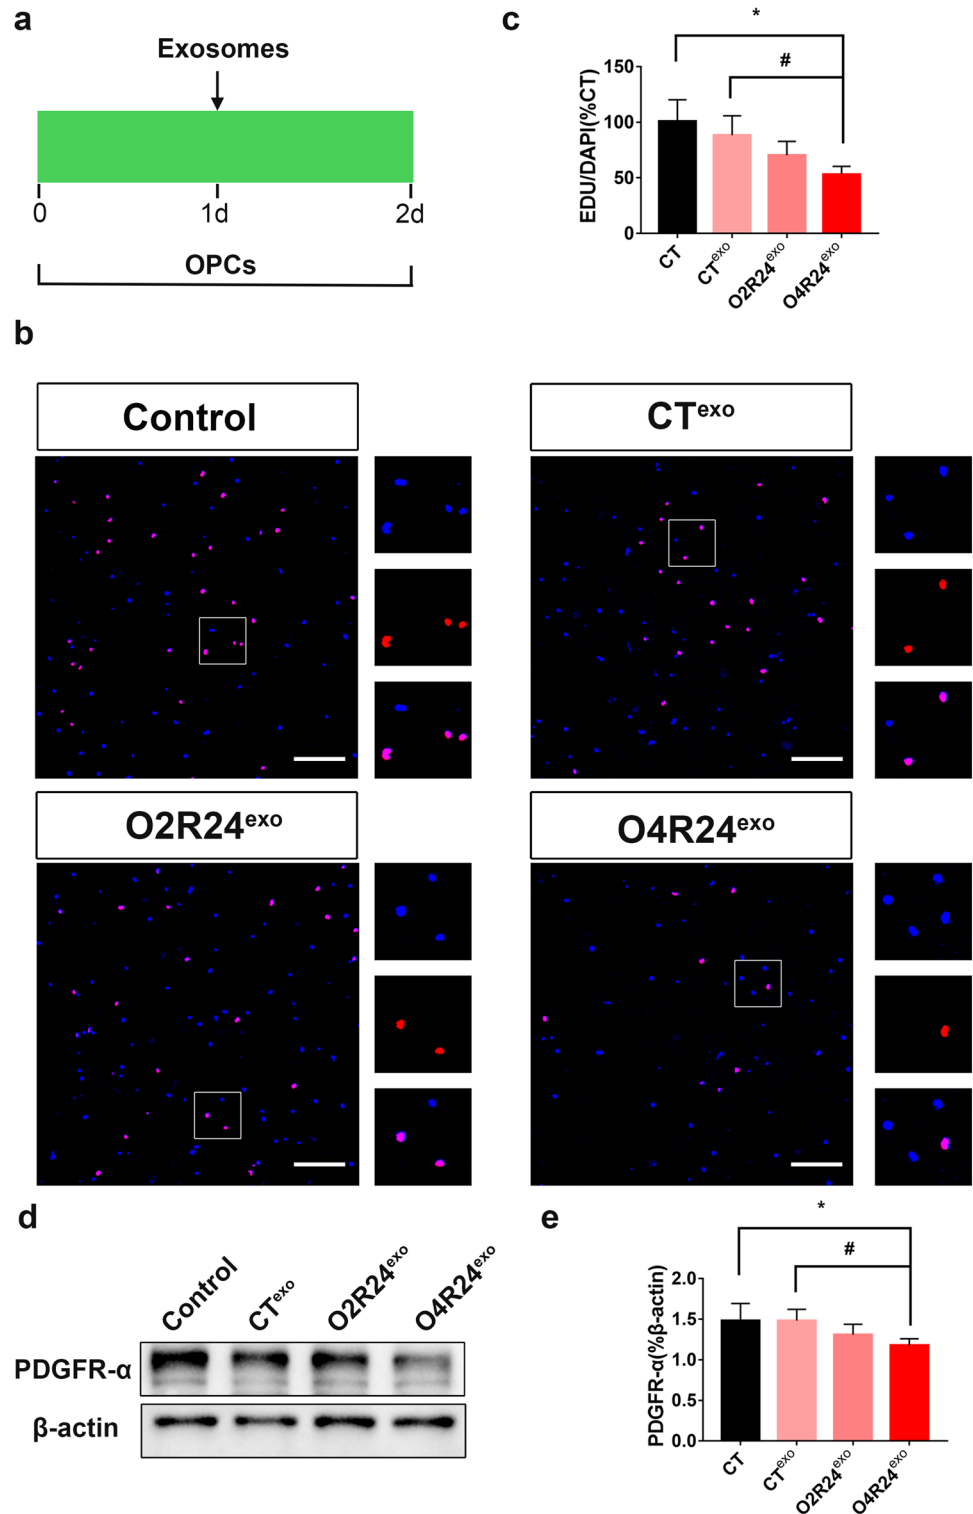 a
Exosomes
0 1d 2d
OPCs
c
*
#
EDU/DAPI(%CT)
150
100
50
0
CT
CTexo
O2R24exo
O4R24exo
b
Control
CTexo
O2R24exo
O4R24exo
d
Control
CTexo
O2R24exo
O4R24exo
PDGFR-α
β-actin
e
*
#
PDGFR-α(%β-actin)
2.0
1.5
1.0
0.5
0.0
CT
CTexo
O2R24exo
O4R24exo